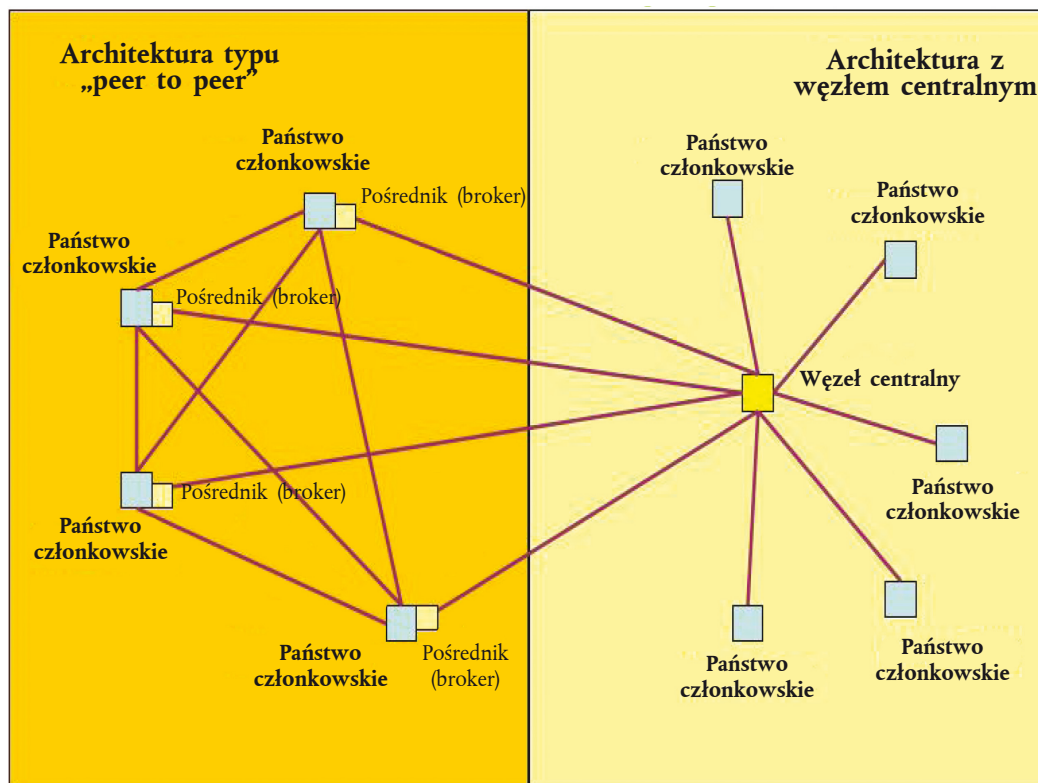 Architektura typu
„peer to peer”
Architektura z
węzłem centralnym
Państwo
członkowskie
Pośrednik (broker)
Państwo
członkowskie
Pośrednik (broker)
Pośrednik (broker)
Państwo
członkowskie
Państwo
członkowskie
Pośrednik
(broker)
Państwo
członkowskie
Państwo
członkowskie
Węzeł centralny
Państwo
członkowskie
Państwo
członkowskie
Państwo
członkowskie